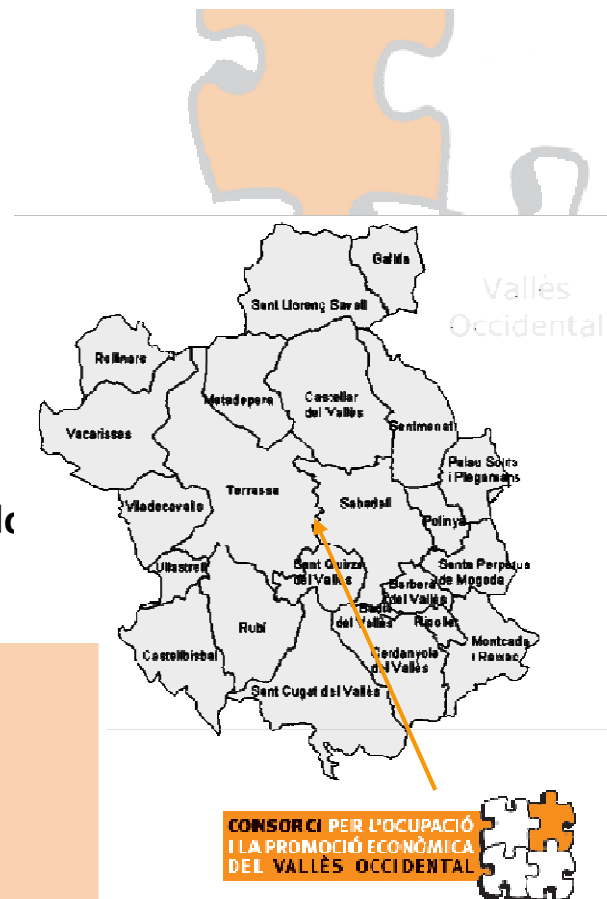 Gallifa
Sant Llorenç Savall
Vallès
Occidental
Rellinars
Matadepera
Castellar
del Vallès
Sentmenat
Vacarisses
Palau Solità
i Plegamans
Terrassa
Sabadell
Viladecavalls
Polinyà
Ullastrell
Sant Quirze
del Vallès
Santa Perpètua
de Mogoda
Barberà
del Vallès
Badia
del Vallès
Ripollet
Rubí
Montcada
i Reixac
Castellbisbal
Cerdanyola
del Vallès
Sant Cugat del Vallès
CONSORCI PER L'OCUPACIÓ
I LA PROMOCIÓ ECONÒMICA
DEL VALLÈS OCCIDENTAL